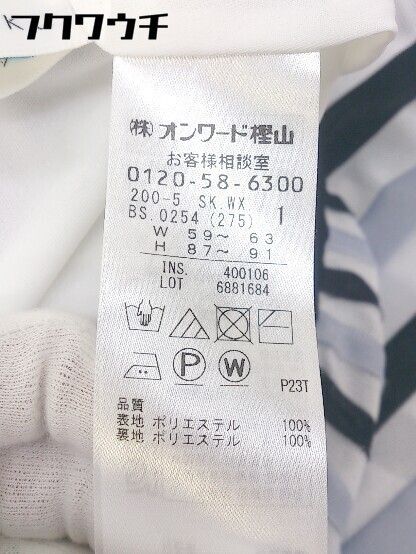 フクワウチ
㈱オンワード樫山
お客様相談室
0120-58-6300
200-5 SK.WX
BS.0254(275) 1
W 59～ 63
H 87～ 91
INS. 400106
LOT 6881684
P W
P23T
品質
表地 ポリエステル 100%
裏地 ポリエステル 100%